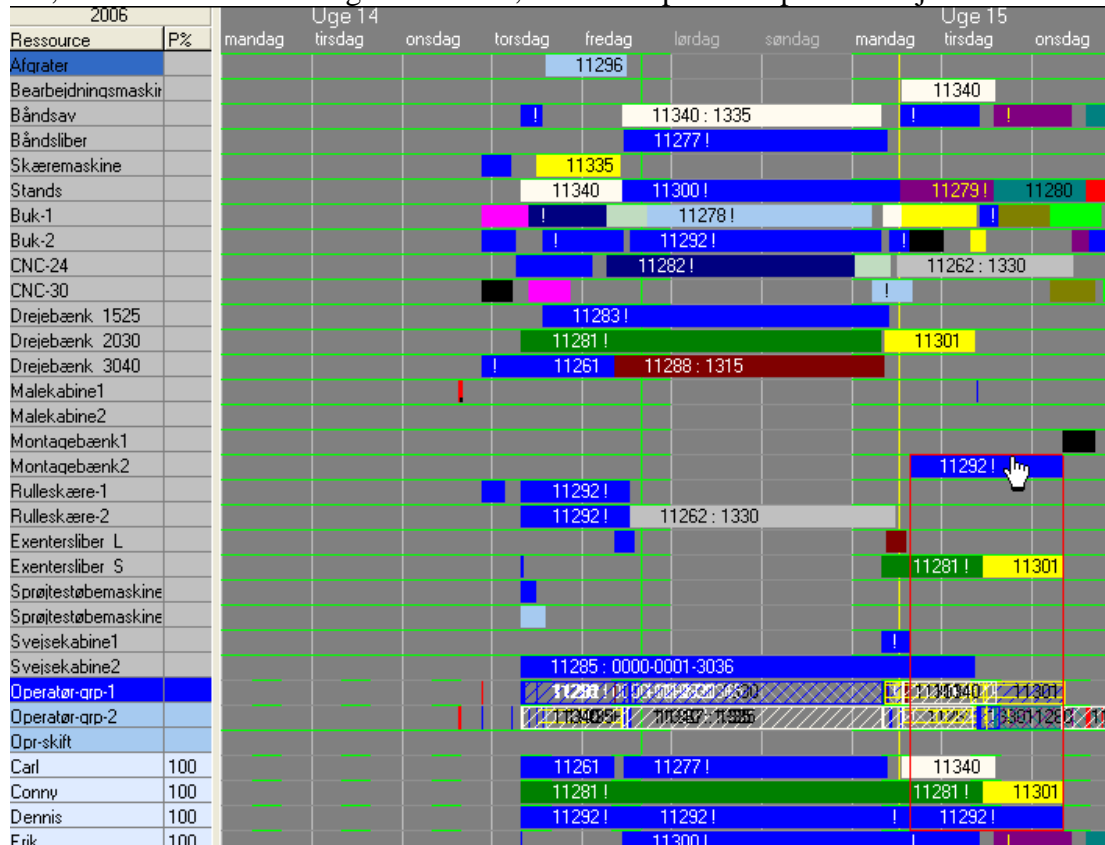 2006 Uge 14 Uge 15
Ressource P% mandag tirsdag onsdag torsdag fredag lørdag søndag mandag tirsdag onsdag
Afgrater 11296
Bearbejdningsmaskir 11340
Båndsav ! 11340 : 1335 ! !
Båndsliber 11277 !
Skæremaskine 11335
Stands 11340 11300 ! 11279 ! 11280
Buk-1 ! 11278 ! !
Buk-2 ! 11292 ! !
CNC-24 11282 ! 11262 : 1330
CNC-30 !
Drejebænk 1525 11283 !
Drejebænk 2030 11281 ! 11301
Drejebænk 3040 ! 11261 11288 : 1315
Malekabine1
Malekabine2
Montagebænk1
Montagebænk2 11292 !
Rulleskære-1 11292 !
Rulleskære-2 11292 ! 11262 : 1330
Exentersliber L
Exentersliber S 11281 ! 11301
Sprøjtestøbemaskine
Sprøjtestøbemaskine
Svejsekabine1 !
Svejsekabine2 11285 : 0000-0001-3036
Operatør-grp-1 11301
Operatør-grp-2
Opr-skift
Carl 100 11261 11277 ! 11340
Conny 100 11281 ! 11281 ! 11301
Dennis 100 11292 ! 11292 ! ! 11292 !
Erik 100 11300 ! !